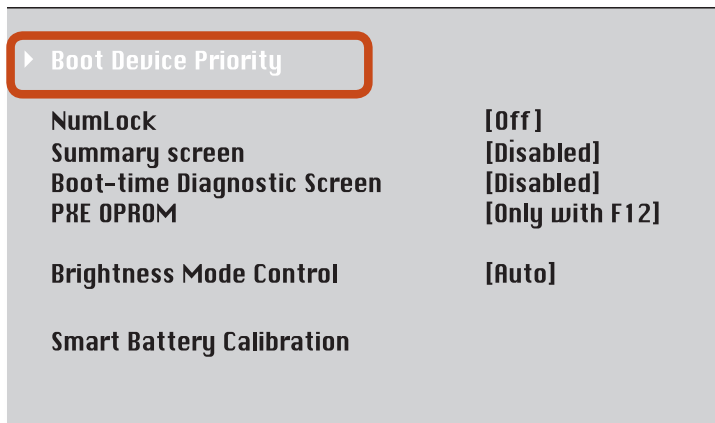 Boot Device Priority
NumLock [Off]
Summary screen [Disabled]
Boot-time Diagnostic Screen [Disabled]
PXE OPROM [Only with F12]
Brightness Mode Control [Auto]
Smart Battery Calibration